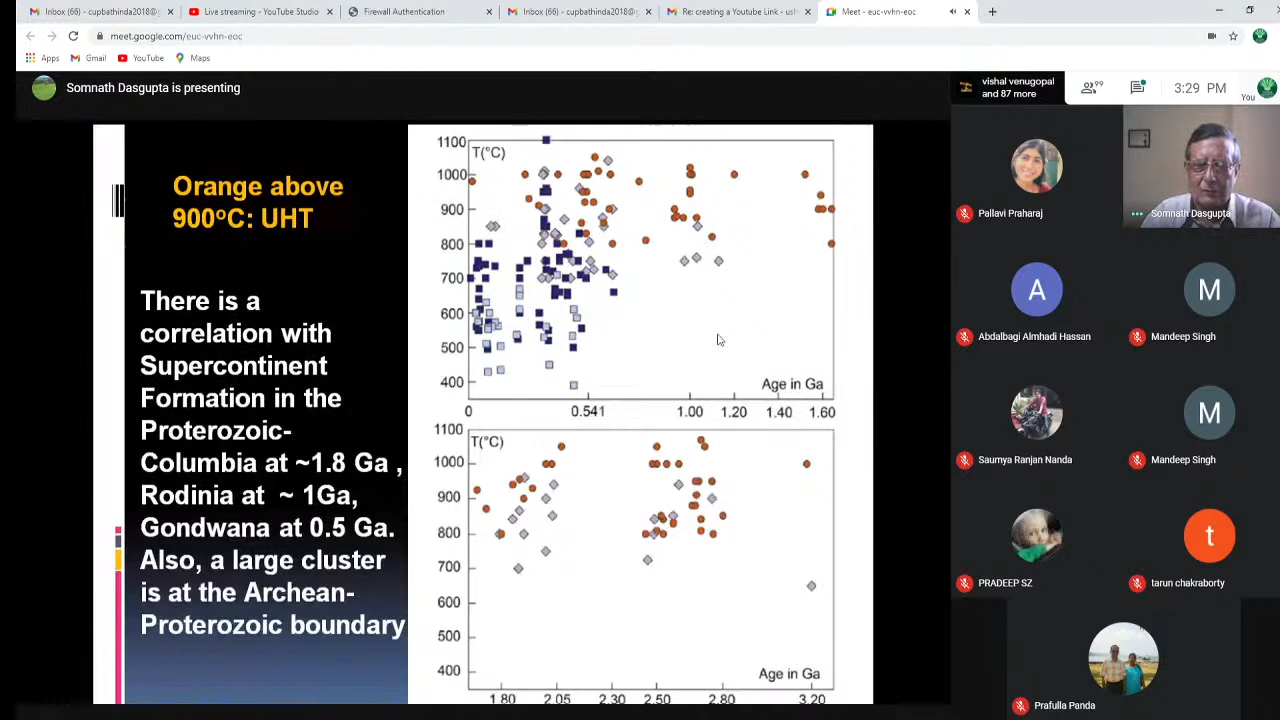 Inbox (66) - cupbathinda2018@g
Live streaming - YouTube Studio
Firewall Authentication
Inbox (66) - cupbathinda2018@g
Re: creating a Youtube Link - usl
Meet - euc-vvhn-eoc
meet.google.com/euc-vvhn-eoc
Apps
Gmail
YouTube
Maps
Somnath Dasgupta is presenting
vishal venugopal
and 87 more
99
3:29 PM
You
Orange above
900°C: UHT
There is a
correlation with
Supercontinent
Formation in the
Proterozoic-
Columbia at ~1.8 Ga ,
Rodinia at ~ 1Ga,
Gondwana at 0.5 Ga.
Also, a large cluster
is at the Archean-
Proterozoic boundary
1100
T(°C)
1000
900
800
700
600
500
400
Age in Ga
0
0.541
1.00
1.20
1.40
1.60
1100
T(°C)
1000
900
800
700
600
500
400
Age in Ga
1.80
2.05
2.30
2.50
2.80
3.20
Pallavi Praharaj
Somnath Dasgupta
A
Abdalbagi Almhadi Hassan
M
Mandeep Singh
Saumya Ranjan Nanda
M
Mandeep Singh
PRADEEP SZ
t
tarun chakraborty
Prafulla Panda